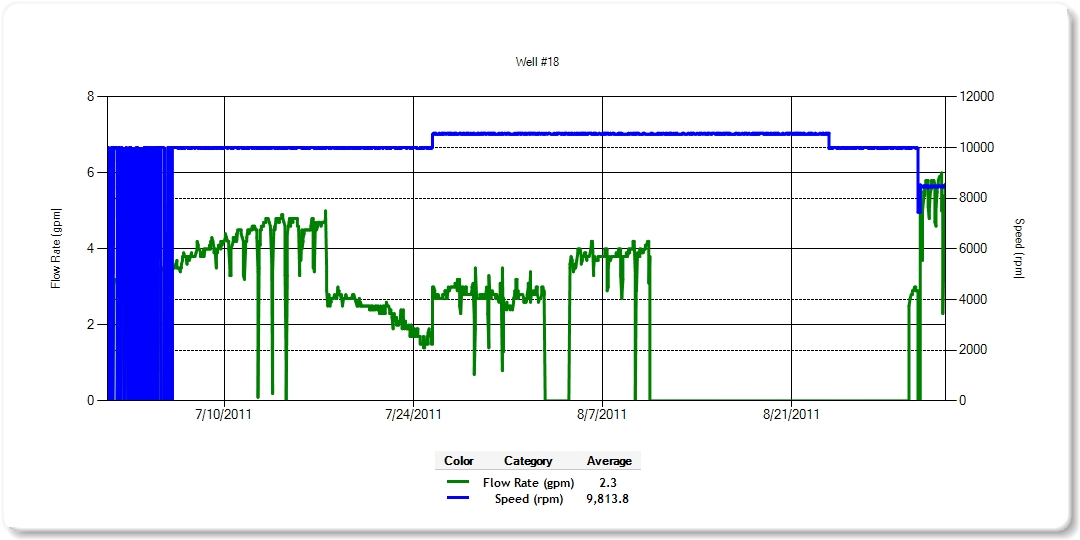 Well #18
8 12000
10000
6
8000
Flow Rate (gpm)
4 6000
Speed (rpm)
4000
2
2000
0 0
7/10/2011 7/24/2011 8/7/2011 8/21/2011
Color Category Average
Flow Rate (gpm) 2.3
Speed (rpm) 9,813.8